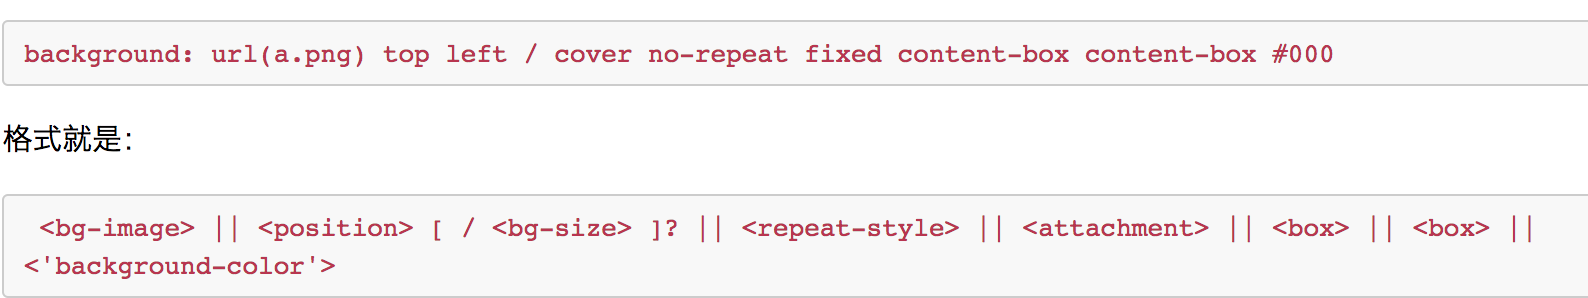 background: url(a.png) top left / cover no-repeat fixed content-box content-box #000
格式就是：
<bg-image> || <position> [ / <bg-size> ]? || <repeat-style> || <attachment> || <box> || <box> ||
<'background-color'>